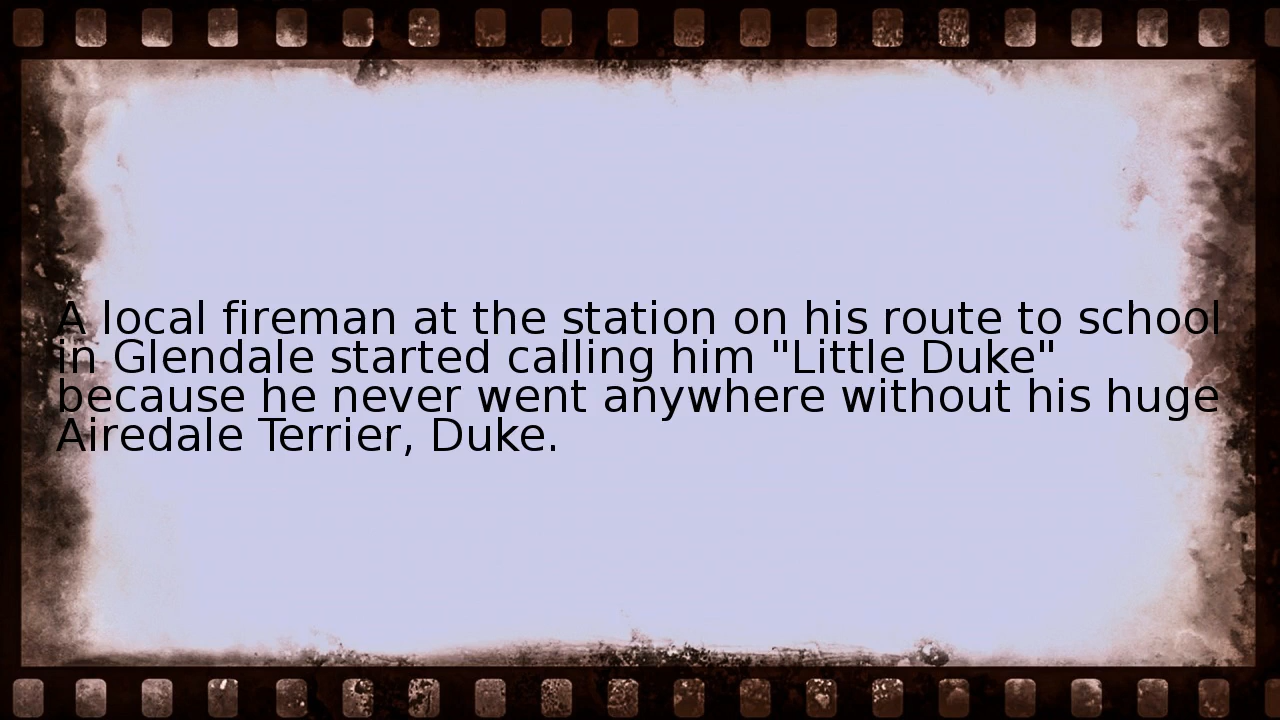 A local fireman at the station on his route to school
in Glendale started calling him "Little Duke"
because he never went anywhere without his huge
Airedale Terrier, Duke.